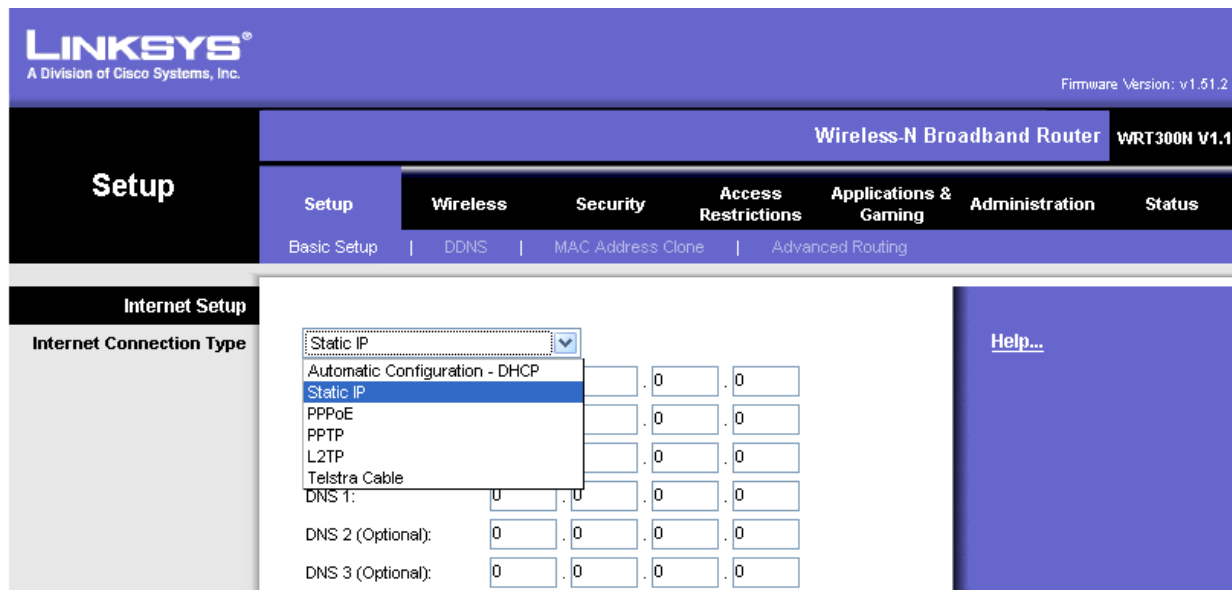 LINKSYS®
A Division of Cisco Systems, Inc.
Firmware Version: v1.51.2
Wireless-N Broadband Router WRT300N V1.1
Setup
Setup Wireless Security Access Restrictions Applications & Gaming Administration Status
Basic Setup | DDNS | MAC Address Clone | Advanced Routing
Internet Setup
Internet Connection Type
Static IP
Help...
Automatic Configuration - DHCP
Static IP
PPPoE
PPTP
L2TP
Telstra Cable
. 0 . 0
. 0 . 0
. 0 . 0
DNS 1: 0 . 0 . 0 . 0
DNS 2 (Optional): 0 . 0 . 0 . 0
DNS 3 (Optional): 0 . 0 . 0 . 0